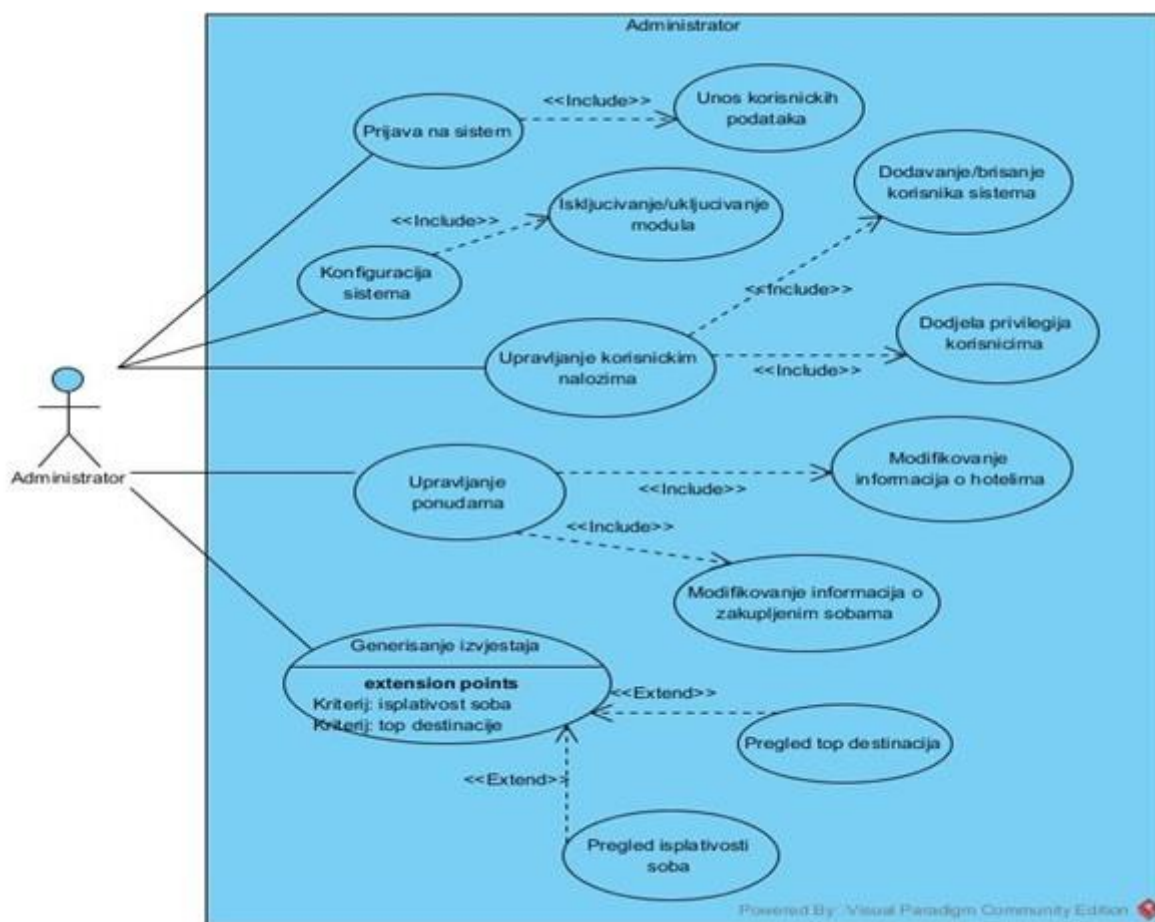 Administrator
Prijava na sistem
<<Include>>
Unos korisnickih
podataka
Konfiguracija
sistema
<<Include>>
Iskljucivanje/ukljucivanje
modula
Dodavanje/brisanje
korisnika sistema
<<Include>>
Upravljanje korisnickim
nalozima
<<Include>>
Dodjela privilegija
korisnicima
Administrator
Upravljanje
ponudama
<<Include>>
Modifikovanje
informacija o hotelima
<<Include>>
Modifikovanje informacija o
zakupljenim sobama
Generisanje izvjestaja
extension points
Kriterij: isplativost soba
Kriterij: top destinacije
<<Extend>>
Pregled top destinacija
<<Extend>>
Pregled isplativosti
soba
Powered By: Visual Paradigm Community Edition